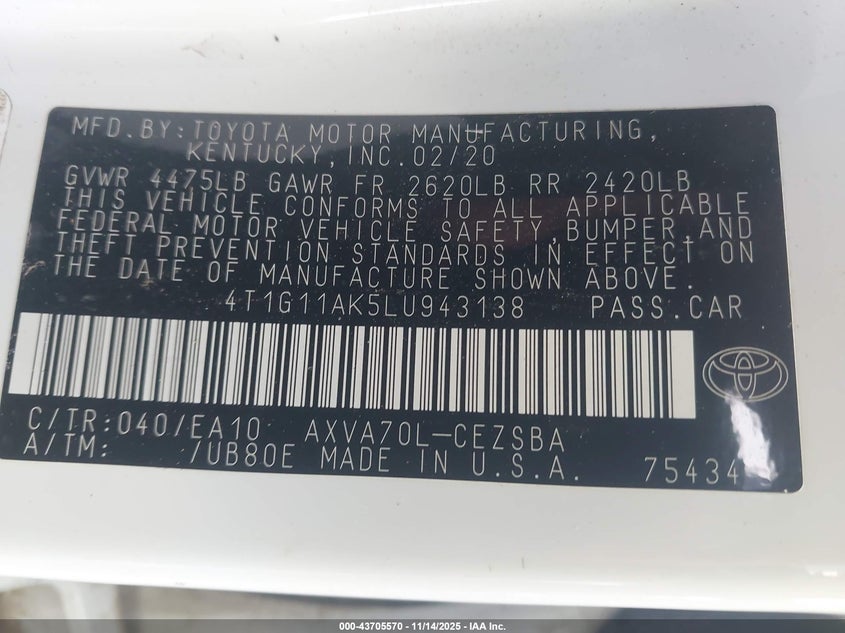 MFD.BY:TOYOTA MOTOR MANUFACTURING,
KENTUCKY,INC.02/20
GVWR 4475LB GAWR FR 2620LB RR 2420LB
THIS VEHICLE CONFORMS TO ALL APPLICABLE
FEDERAL MOTOR VEHICLE SAFETY,BUMPER,AND
THEFT PREVENTION STANDARDS IN EFFECT ON
THE DATE OF MANUFACTURE SHOWN ABOVE.
4T1G11AK5LU943138 PASS.CAR
C/TR:040/EA10 AXVA70L-CEZSBA
A/TM: /UB80E MADE IN U.S.A. 75434
000-43705570 | 11/14/2025 - IAA Inc.